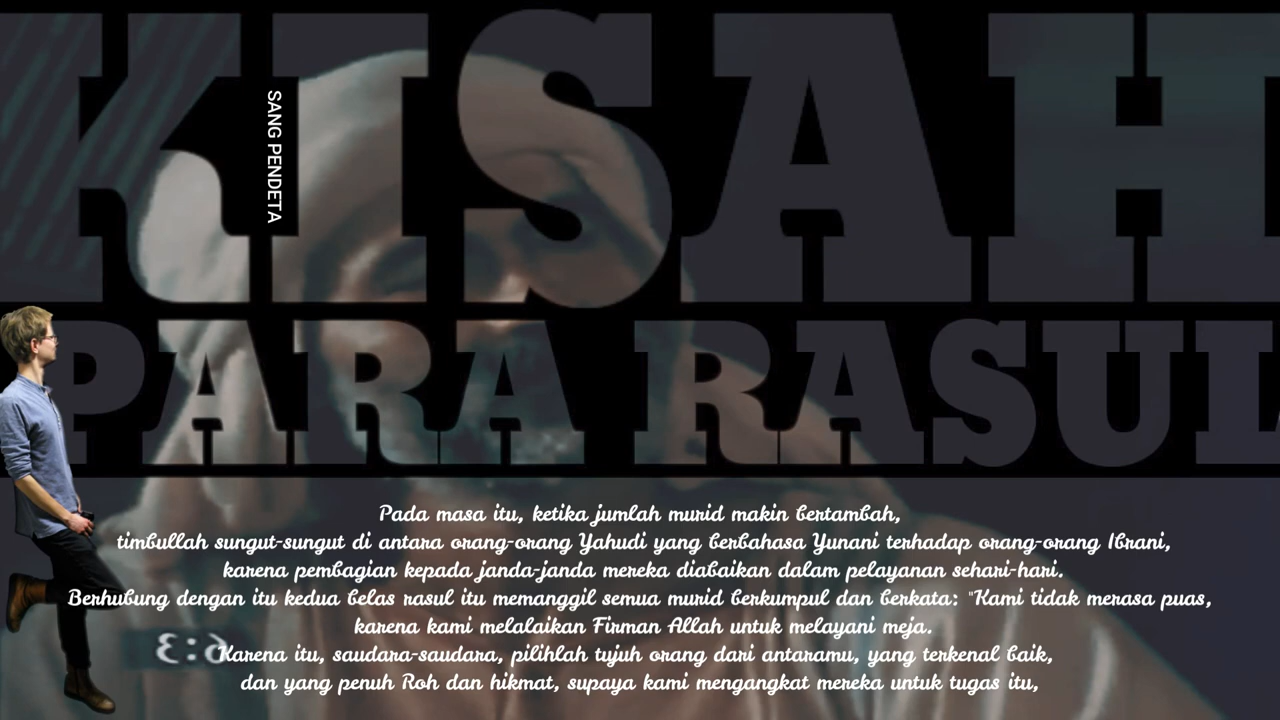 KISAH
SANG PENDETA
PARA RASUL
Pada masa itu, ketika jumlah murid makin bertambah,
timbullah sungut-sungut di antara orang-orang Yahudi yang berbahasa Yunani terhadap orang-orang Ibrani,
karena pembagian kepada janda-janda mereka diabaikan dalam pelayanan sehari-hari.
Berhubung dengan itu kedua belas rasul itu memanggil semua murid berkumpul dan berkata: "Kami tidak merasa puas,
karena kami melalaikan Firman Allah untuk melayani meja.
Karena itu, saudara-saudara, pilihlah tujuh orang dari antaramu, yang terkenal baik,
dan yang penuh Roh dan hikmat, supaya kami mengangkat mereka untuk tugas itu,